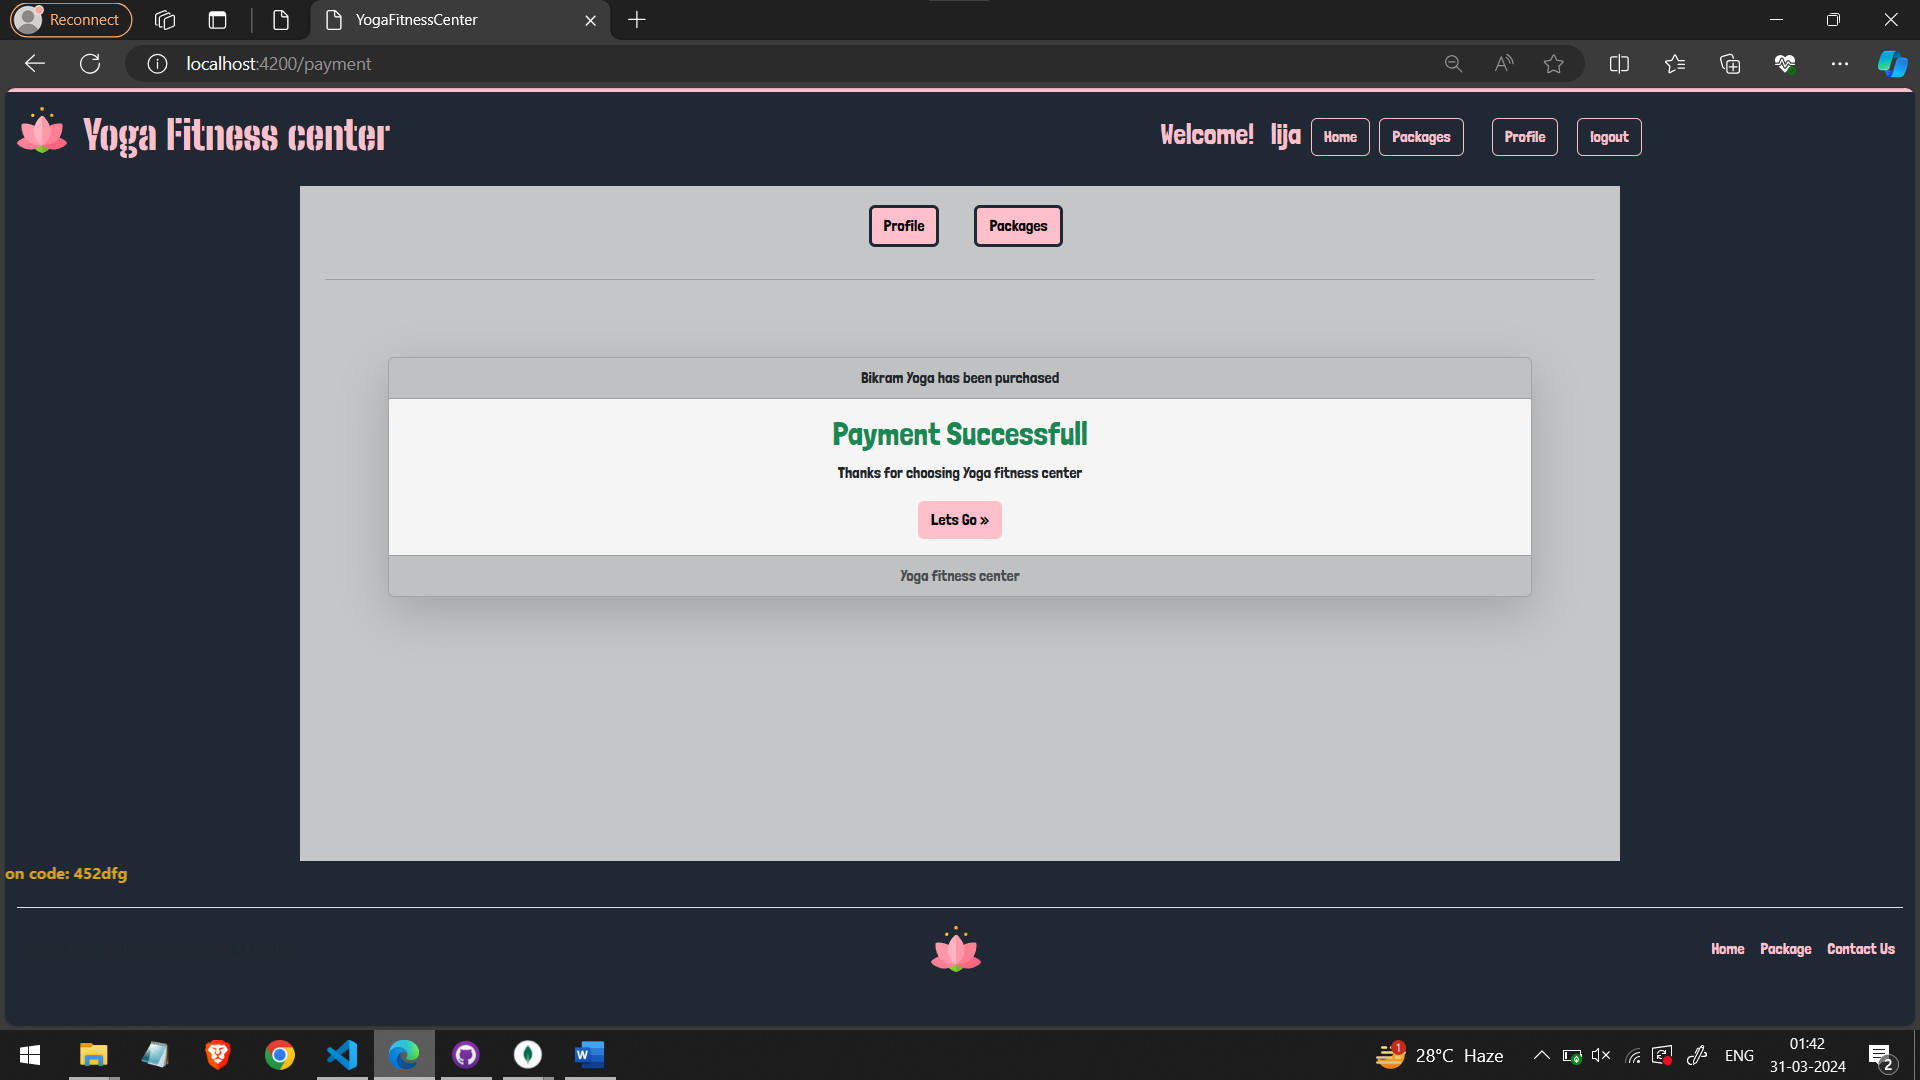 Reconnect
YogaFitnessCenter
localhost:4200/payment
Yoga Fitness center
Welcome! lija
Home
Packages
Profile
logout
Profile
Packages
Bikram Yoga has been purchased
Payment Successfull
Thanks for choosing Yoga fitness center
Lets Go »
Yoga fitness center
on code: 452dfg
Home Package Contact Us
1
28°C Haze
ENG
01:42
31-03-2024
2